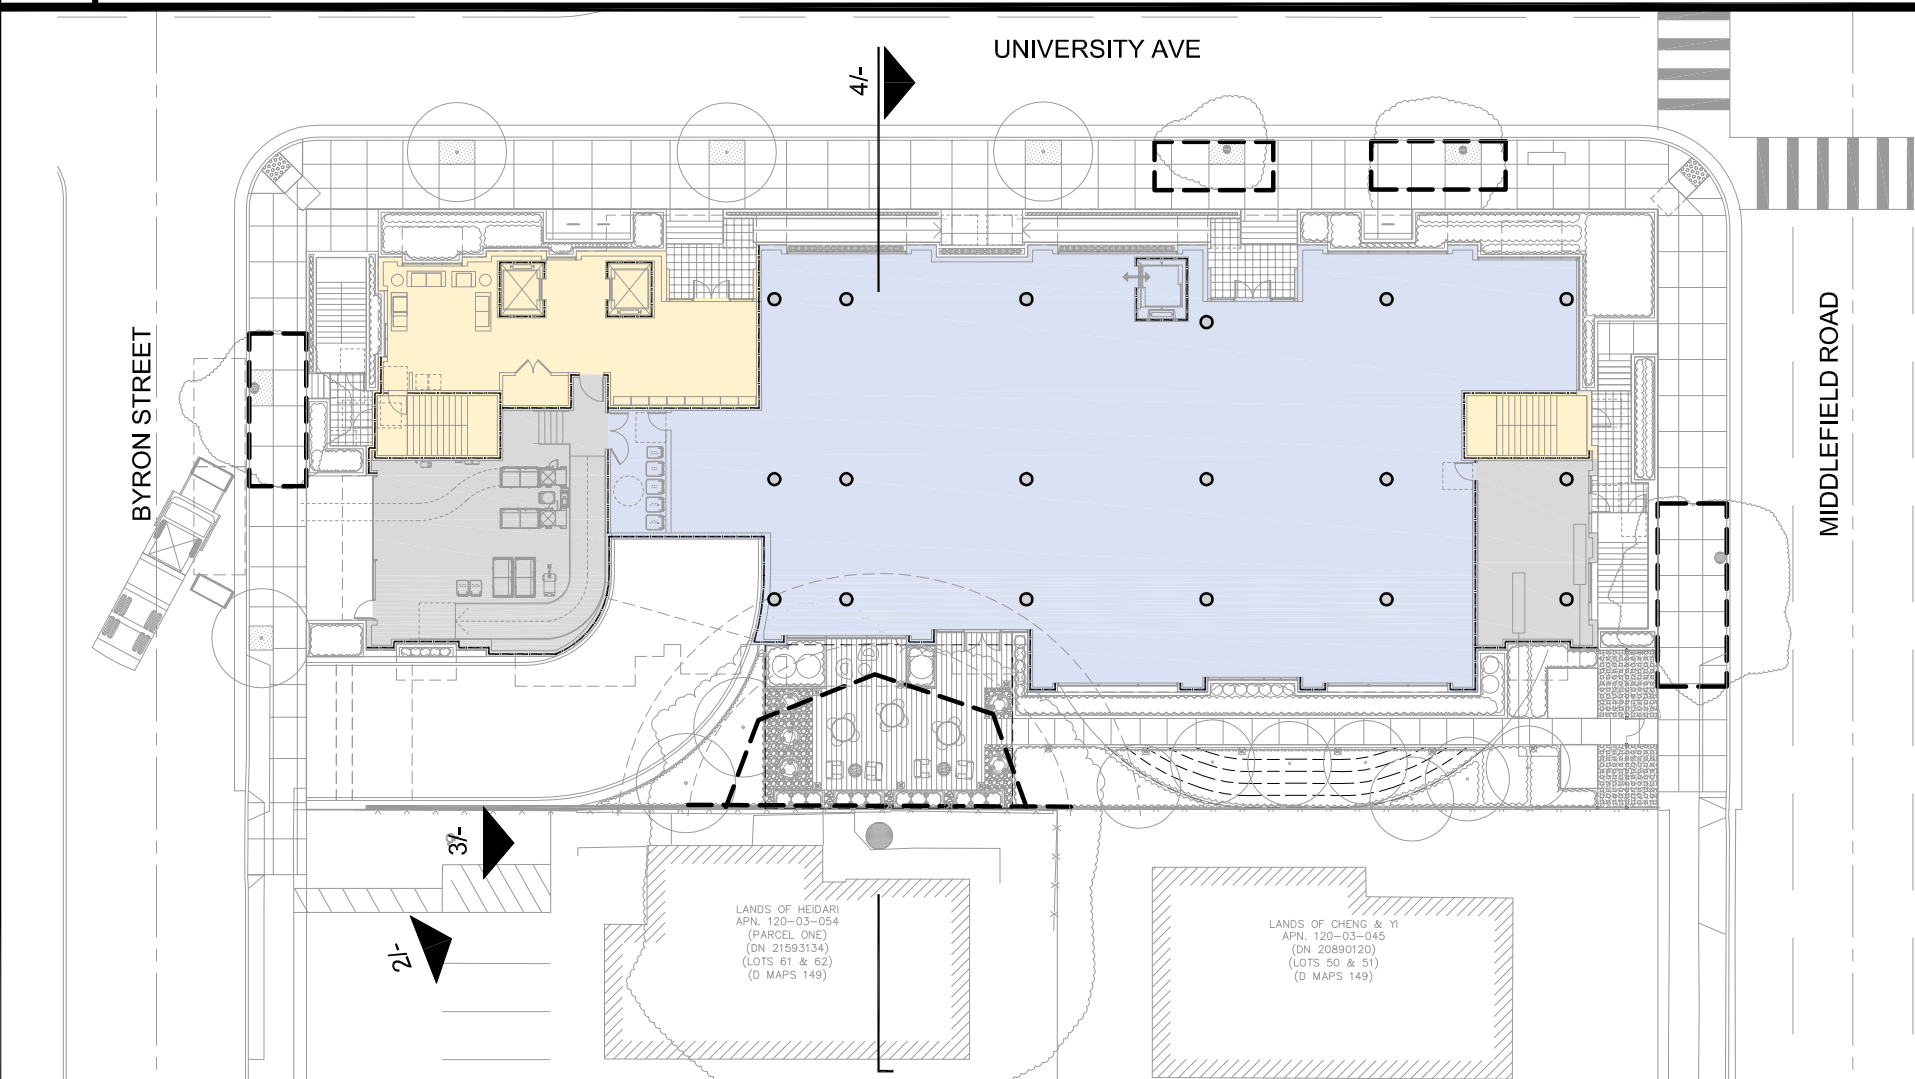 UNIVERSITY AVE
4/-
BYRON STREET
MIDDLEFIELD ROAD
3/-
2/-
LANDS OF HEIDARI
APN. 120-03-054
(PARCEL ONE)
(DN 21593134)
(LOTS 61 & 62)
(D MAPS 149)
LANDS OF CHENG & YI
APN. 120-03-045
(DN 20890120)
(LOTS 50 & 51)
(D MAPS 149)